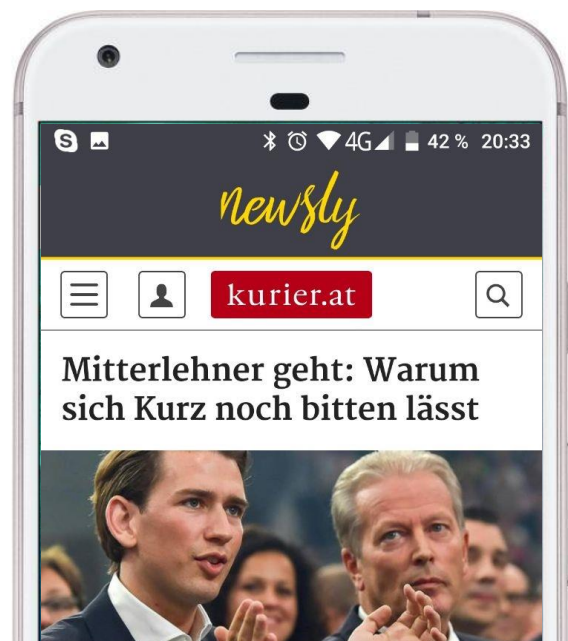 S
4G 42 % 20:33
newsly
kurier.at
Mitterlehner geht: Warum
sich Kurz noch bitten lässt